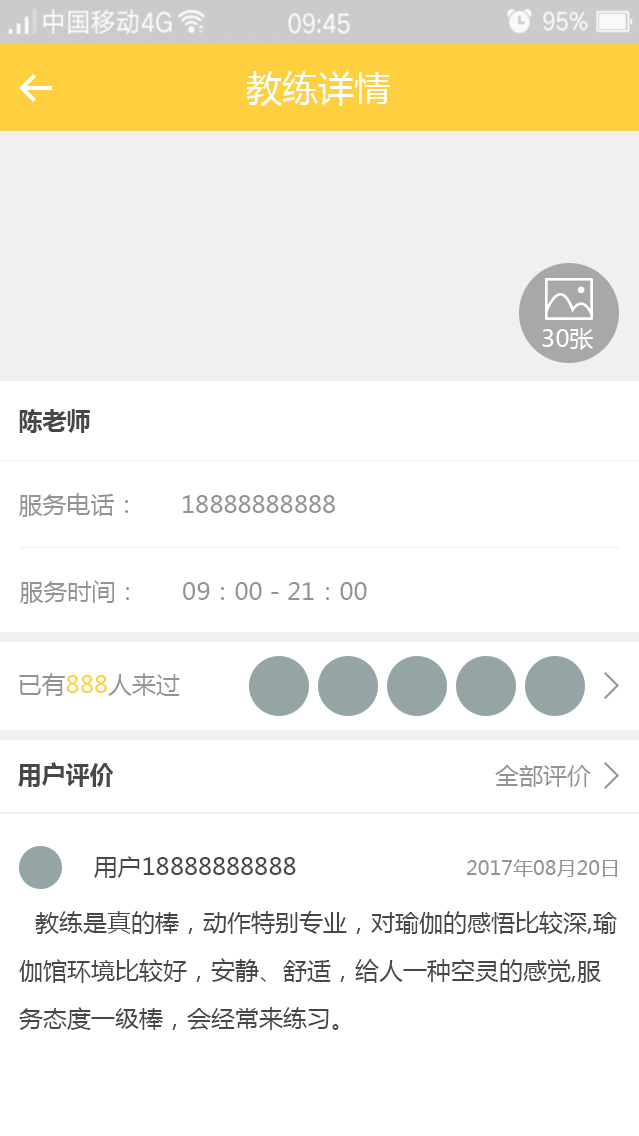 中国移动4G 09:45 95%
教练详情
30张
陈老师
服务电话： 18888888888
服务时间： 09：00 - 21：00
已有888人来过
用户评价 全部评价
用户18888888888 2017年08月20日
教练是真的棒，动作特别专业，对瑜伽的感悟比较深,瑜
伽馆环境比较好，安静、舒适，给人一种空灵的感觉,服
务态度一级棒，会经常来练习。